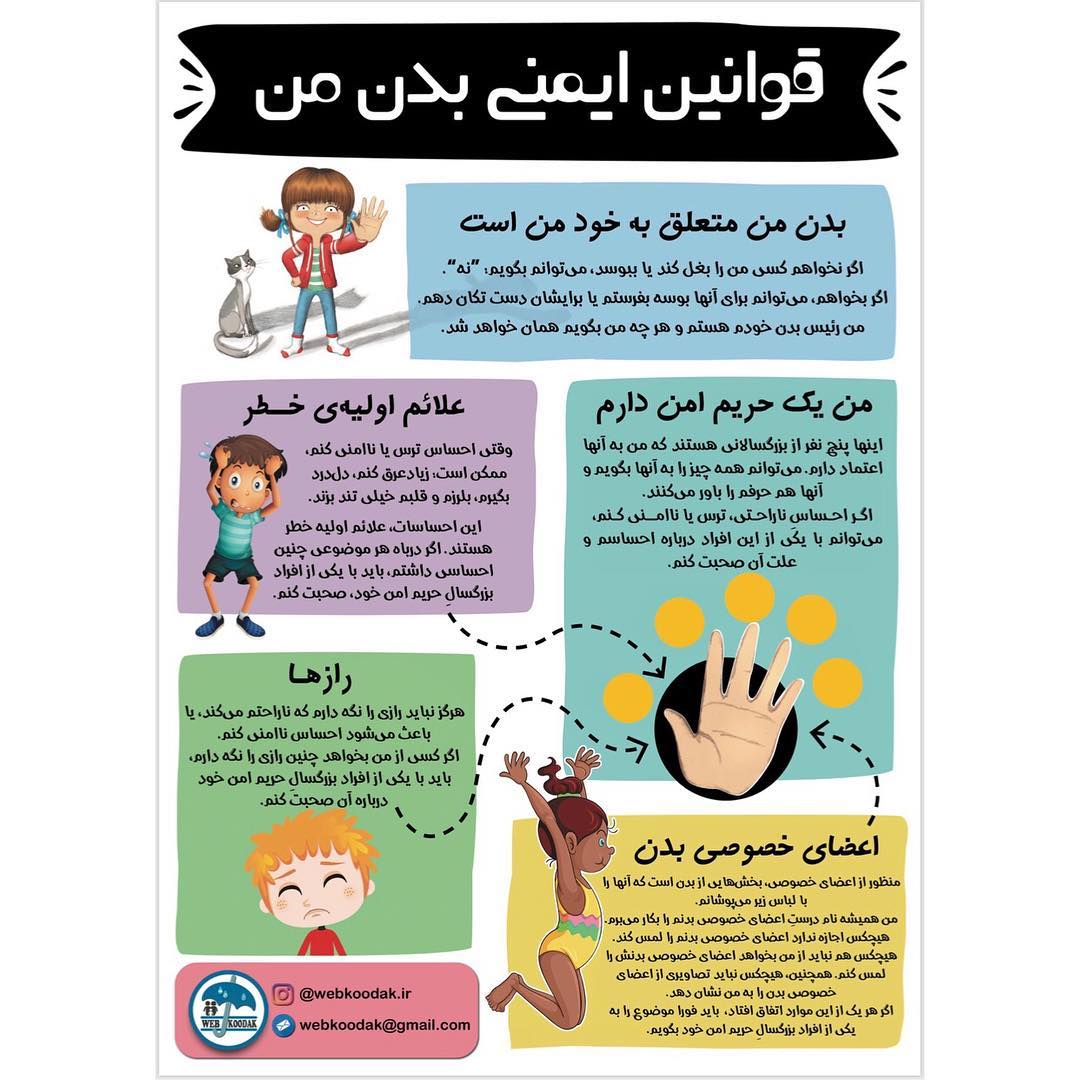 قوانین ایمنی بدن من
بدن من متعلق به خود من است
اگر نخواهم کسی من را بغل کند یا ببوسد، می‌توانم بگویم: ”نه“.
اگر بخواهم، می‌توانم برای آنها بوسه بفرستم یا برایشان دست تکان دهم.
من رئیس بدن خودم هستم و هر چه من بگویم همان خواهد شد.
من یک حریم امن دارم
اینها پنج نفر از بزرگسالانی هستند که من به آنها
اعتماد دارم. می‌توانم همه چیز را به آنها بگویم و
آنها هم حرفم را باور می‌کنند.
اگر احساس ناراحتی، ترس یا ناامنی کنم،
می‌توانم با یکی از این افراد درباره احساسم و
علت آن صحبت کنم.
علائم اولیه‌ی خطر
وقتی احساس ترس یا ناامنی کنم،
ممکن است، زیاد عرق کنم، دل‌درد
بگیرم، بلرزم و قلبم خیلی تند بزند.
این احساسات، علائم اولیه خطر
هستند. اگر درباه هر موضوعی چنین
احساسی داشتم، باید با یکی از افراد
بزرگسالِ حریم امن خود، صحبت کنم.
رازها
هرگز نباید رازی را نگه دارم که ناراحتم می‌کند، یا
باعث می‌شود احساس ناامنی کنم.
اگر کسی از من بخواهد چنین رازی را نگه دارم،
باید با یکی از افراد بزرگسال حریم امن خود
درباره آن صحبت کنم.
اعضای خصوصی بدن
منظور از اعضای خصوصی، بخش‌هایی از بدن است که آنها را
با لباس زیر می‌پوشانم.
من همیشه نام درستِ اعضای خصوصی بدنم را بکار می‌برم.
هیچکس اجازه ندارد اعضای خصوصی بدنم را لمس کند.
هیچکس هم نباید از من بخواهد اعضای خصوصی بدنش را
لمس کنم. همچنین، هیچکس نباید تصاویری از اعضای
خصوصی بدن را به من نشان دهد.
اگر هر یک از این موارد اتفاق افتاد، باید فورا موضوع را به
یکی از افراد بزرگسالِ حریم امن خود بگویم.
WEB KOODAK
@webkoodak.ir
webkoodak@gmail.com